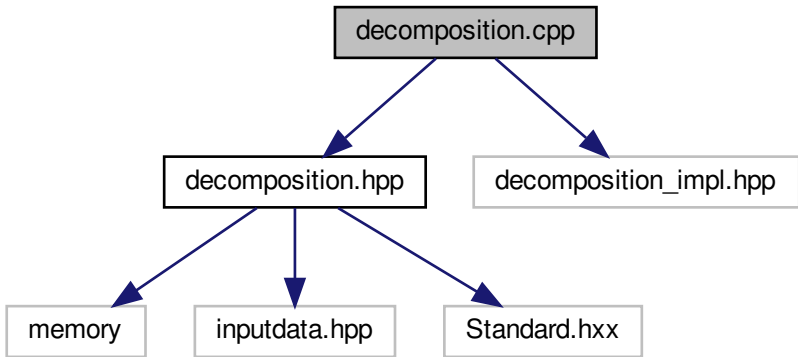 decomposition.cpp
decomposition.hpp
decomposition_impl.hpp
memory
inputdata.hpp
Standard.hxx